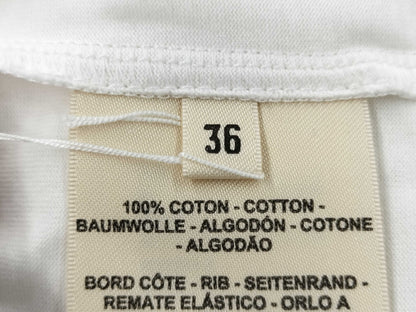 36
100% COTON - COTTON -
BAUMWOLLE - ALGODÓN - COTONE
- ALGODÃO
BORD CÔTE - RIB - SEITENRAND -
REMATE ELÁSTICO - ORLO A